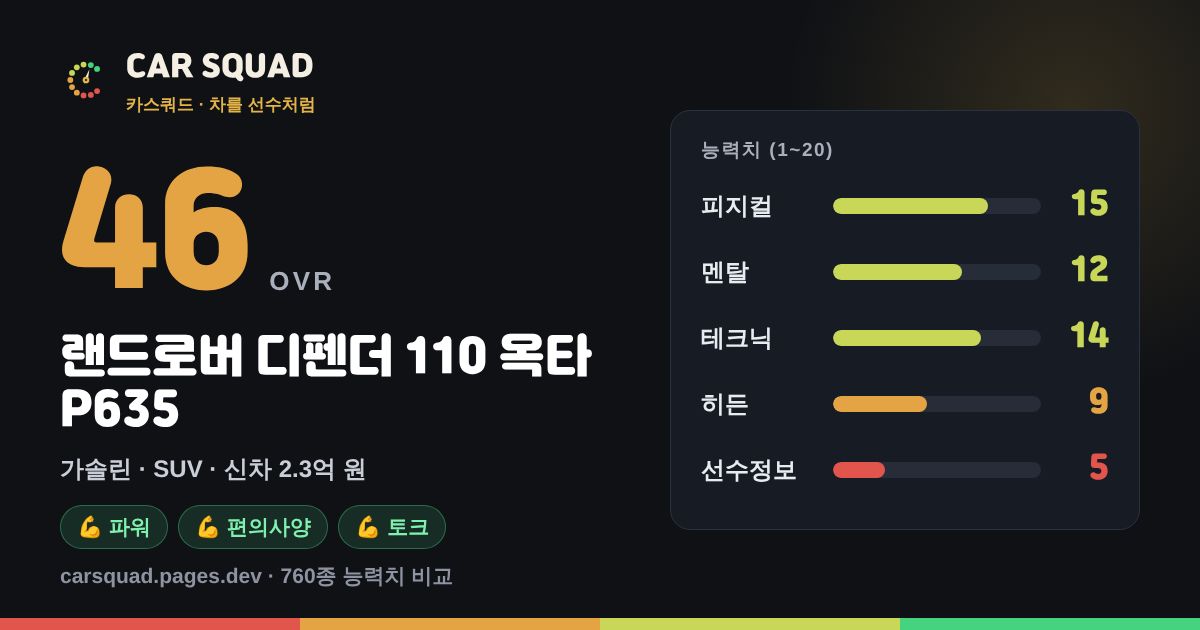 CAR SQUAD
카스쿼드 · 차를 선수처럼
46 OVR
랜드로버 디펜더 110 옥타
P635
가솔린 · SUV · 신차 2.3억 원
💪 파워 💪 편의사양 💪 토크
carsquad.pages.dev · 760종 능력치 비교
능력치 (1~20)
피지컬 15
멘탈 12
테크닉 14
히든 9
선수정보 5